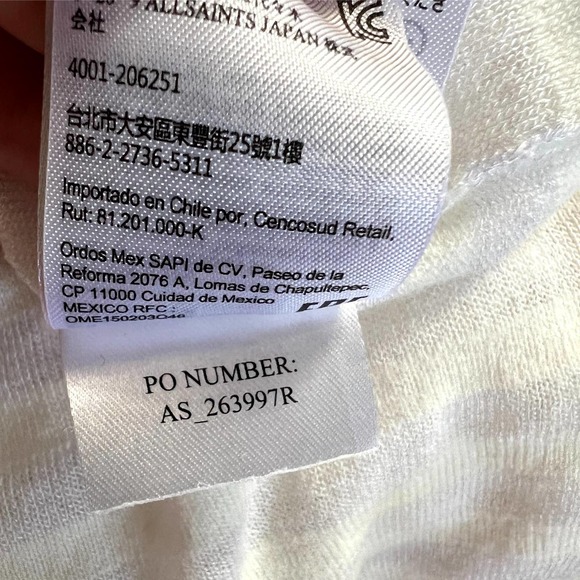 ALLSAINTS JAPAN 株式
会社
4001-206251
台北市大安區東豐街25號1樓
886-2-2736-5311
Importado en Chile por, Cencosud Retail.
Rut: 81.201.000-K
Ordos Mex SAPI de CV, Paseo de la
Reforma 2076 A, Lomas de Chapultepec,
CP 11000 Cuidad de Mexico
MEXICO RFC :
PO NUMBER:
AS_263997R